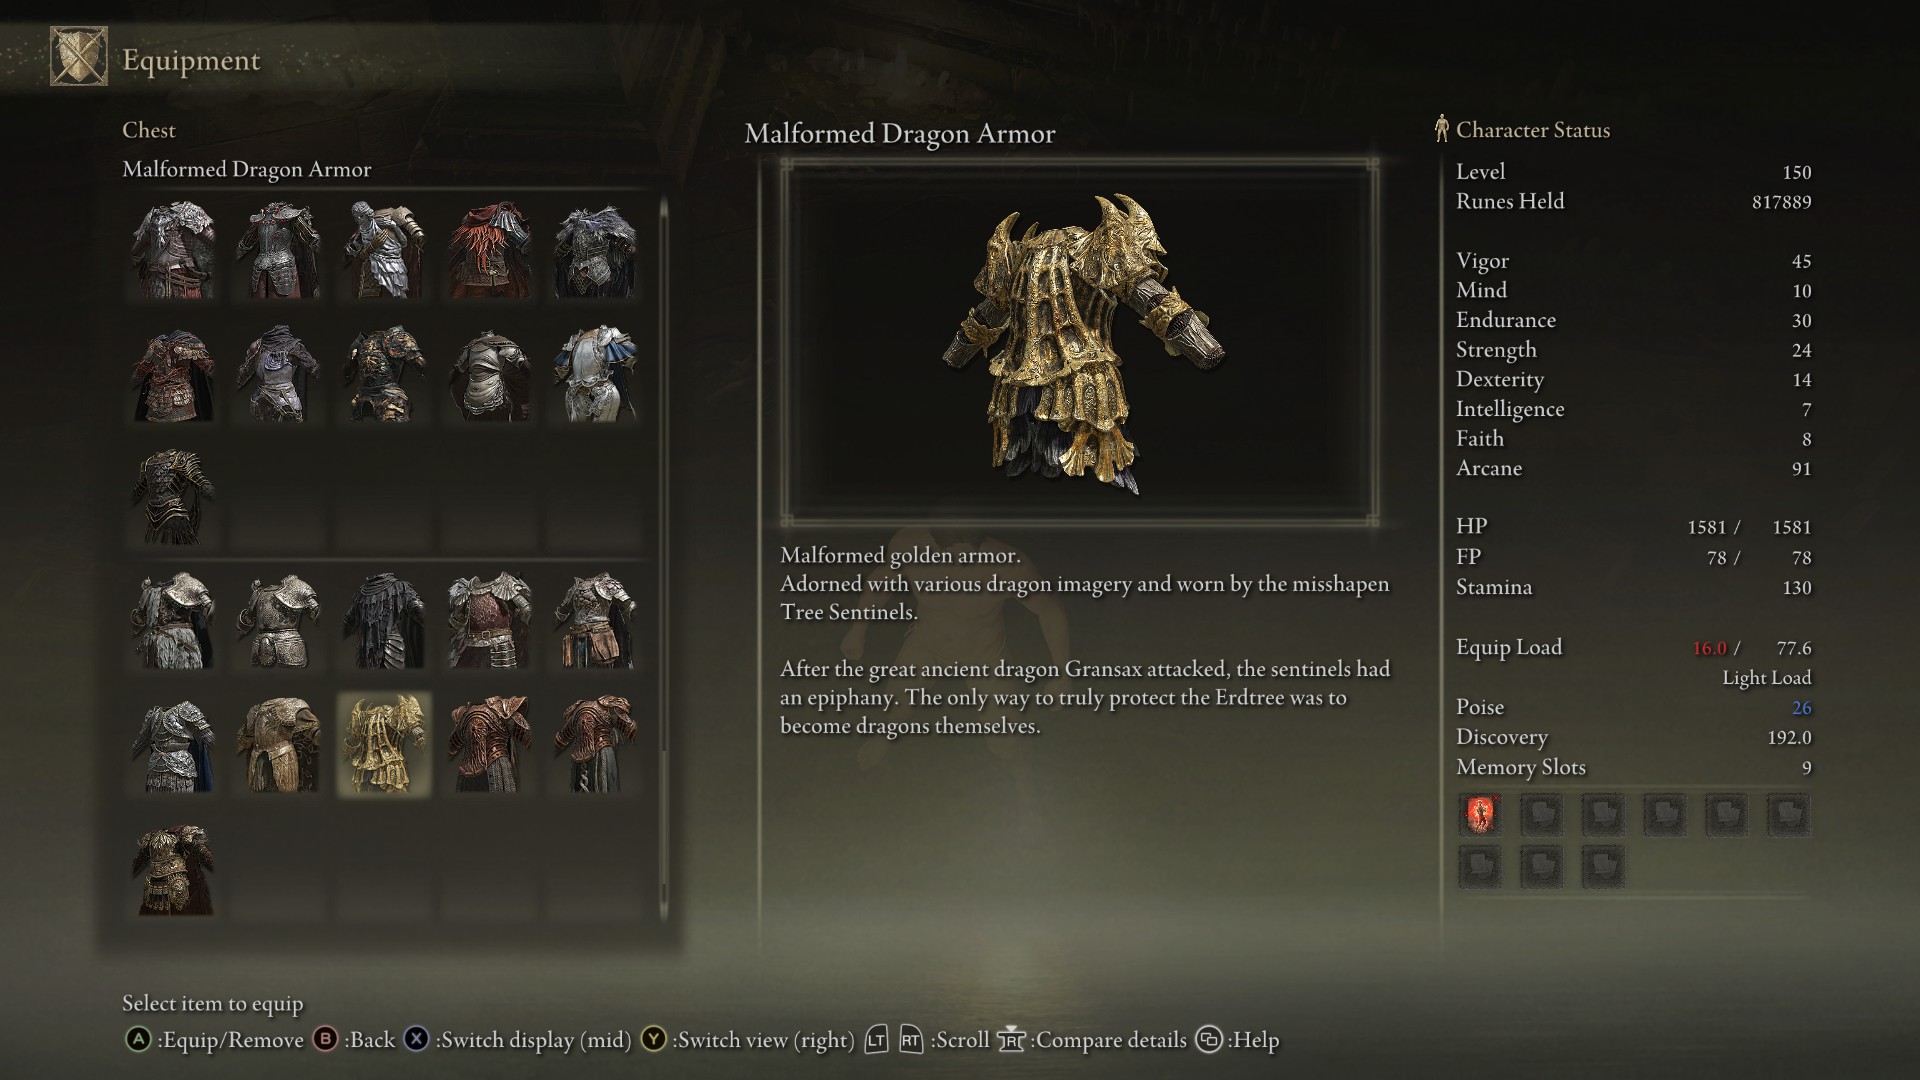 Equipment
Chest
Malformed Dragon Armor
Malformed Dragon Armor
Malformed golden armor.
Adorned with various dragon imagery and worn by the misshapen
Tree Sentinels.
After the great ancient dragon Gransax attacked, the sentinels had
an epiphany. The only way to truly protect the Erdtree was to
become dragons themselves.
Character Status
Level 150
Runes Held 817889
Vigor 45
Mind 10
Endurance 30
Strength 24
Dexterity 14
Intelligence 7
Faith 8
Arcane 91
HP 1581 / 1581
FP 78 / 78
Stamina 130
Equip Load 16.0 / 77.6
Light Load
Poise 26
Discovery 192.0
Memory Slots 9
Select item to equip
A :Equip/Remove B :Back X :Switch display (mid) Y :Switch view (right) LT RT :Scroll R :Compare details :Help